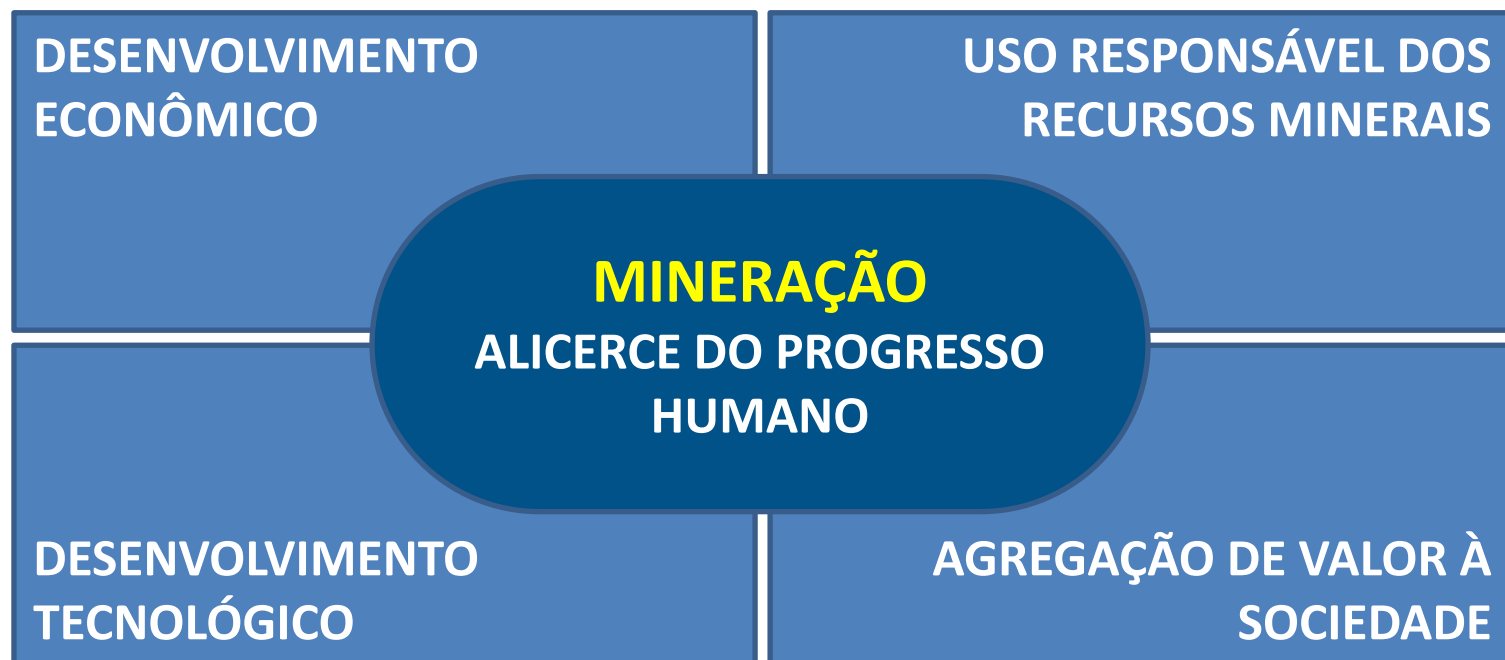 DESENVOLVIMENTO
ECONÔMICO
USO RESPONSÁVEL DOS
RECURSOS MINERAIS
MINERAÇÃO
ALICERCE DO PROGRESSO
HUMANO
DESENVOLVIMENTO
TECNOLÓGICO
AGREGAÇÃO DE VALOR À
SOCIEDADE